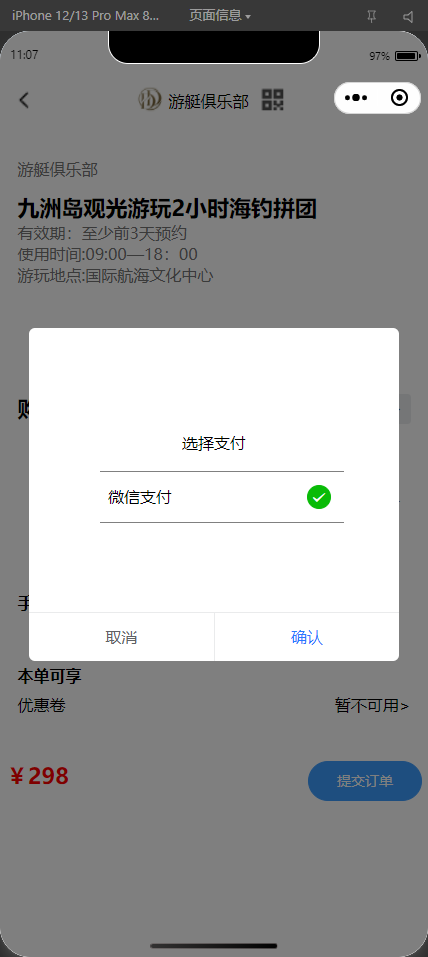 iPhone 12/13 Pro Max 8... 页面信息
11:07 97%
游艇俱乐部
游艇俱乐部
九洲岛观光游玩2小时海钓拼团
有效期：至少前3天预约
使用时间:09:00—18：00
游玩地点:国际航海文化中心
选择支付
微信支付
取消 确认
本单可享
优惠卷 暂不可用>
￥298 提交订单